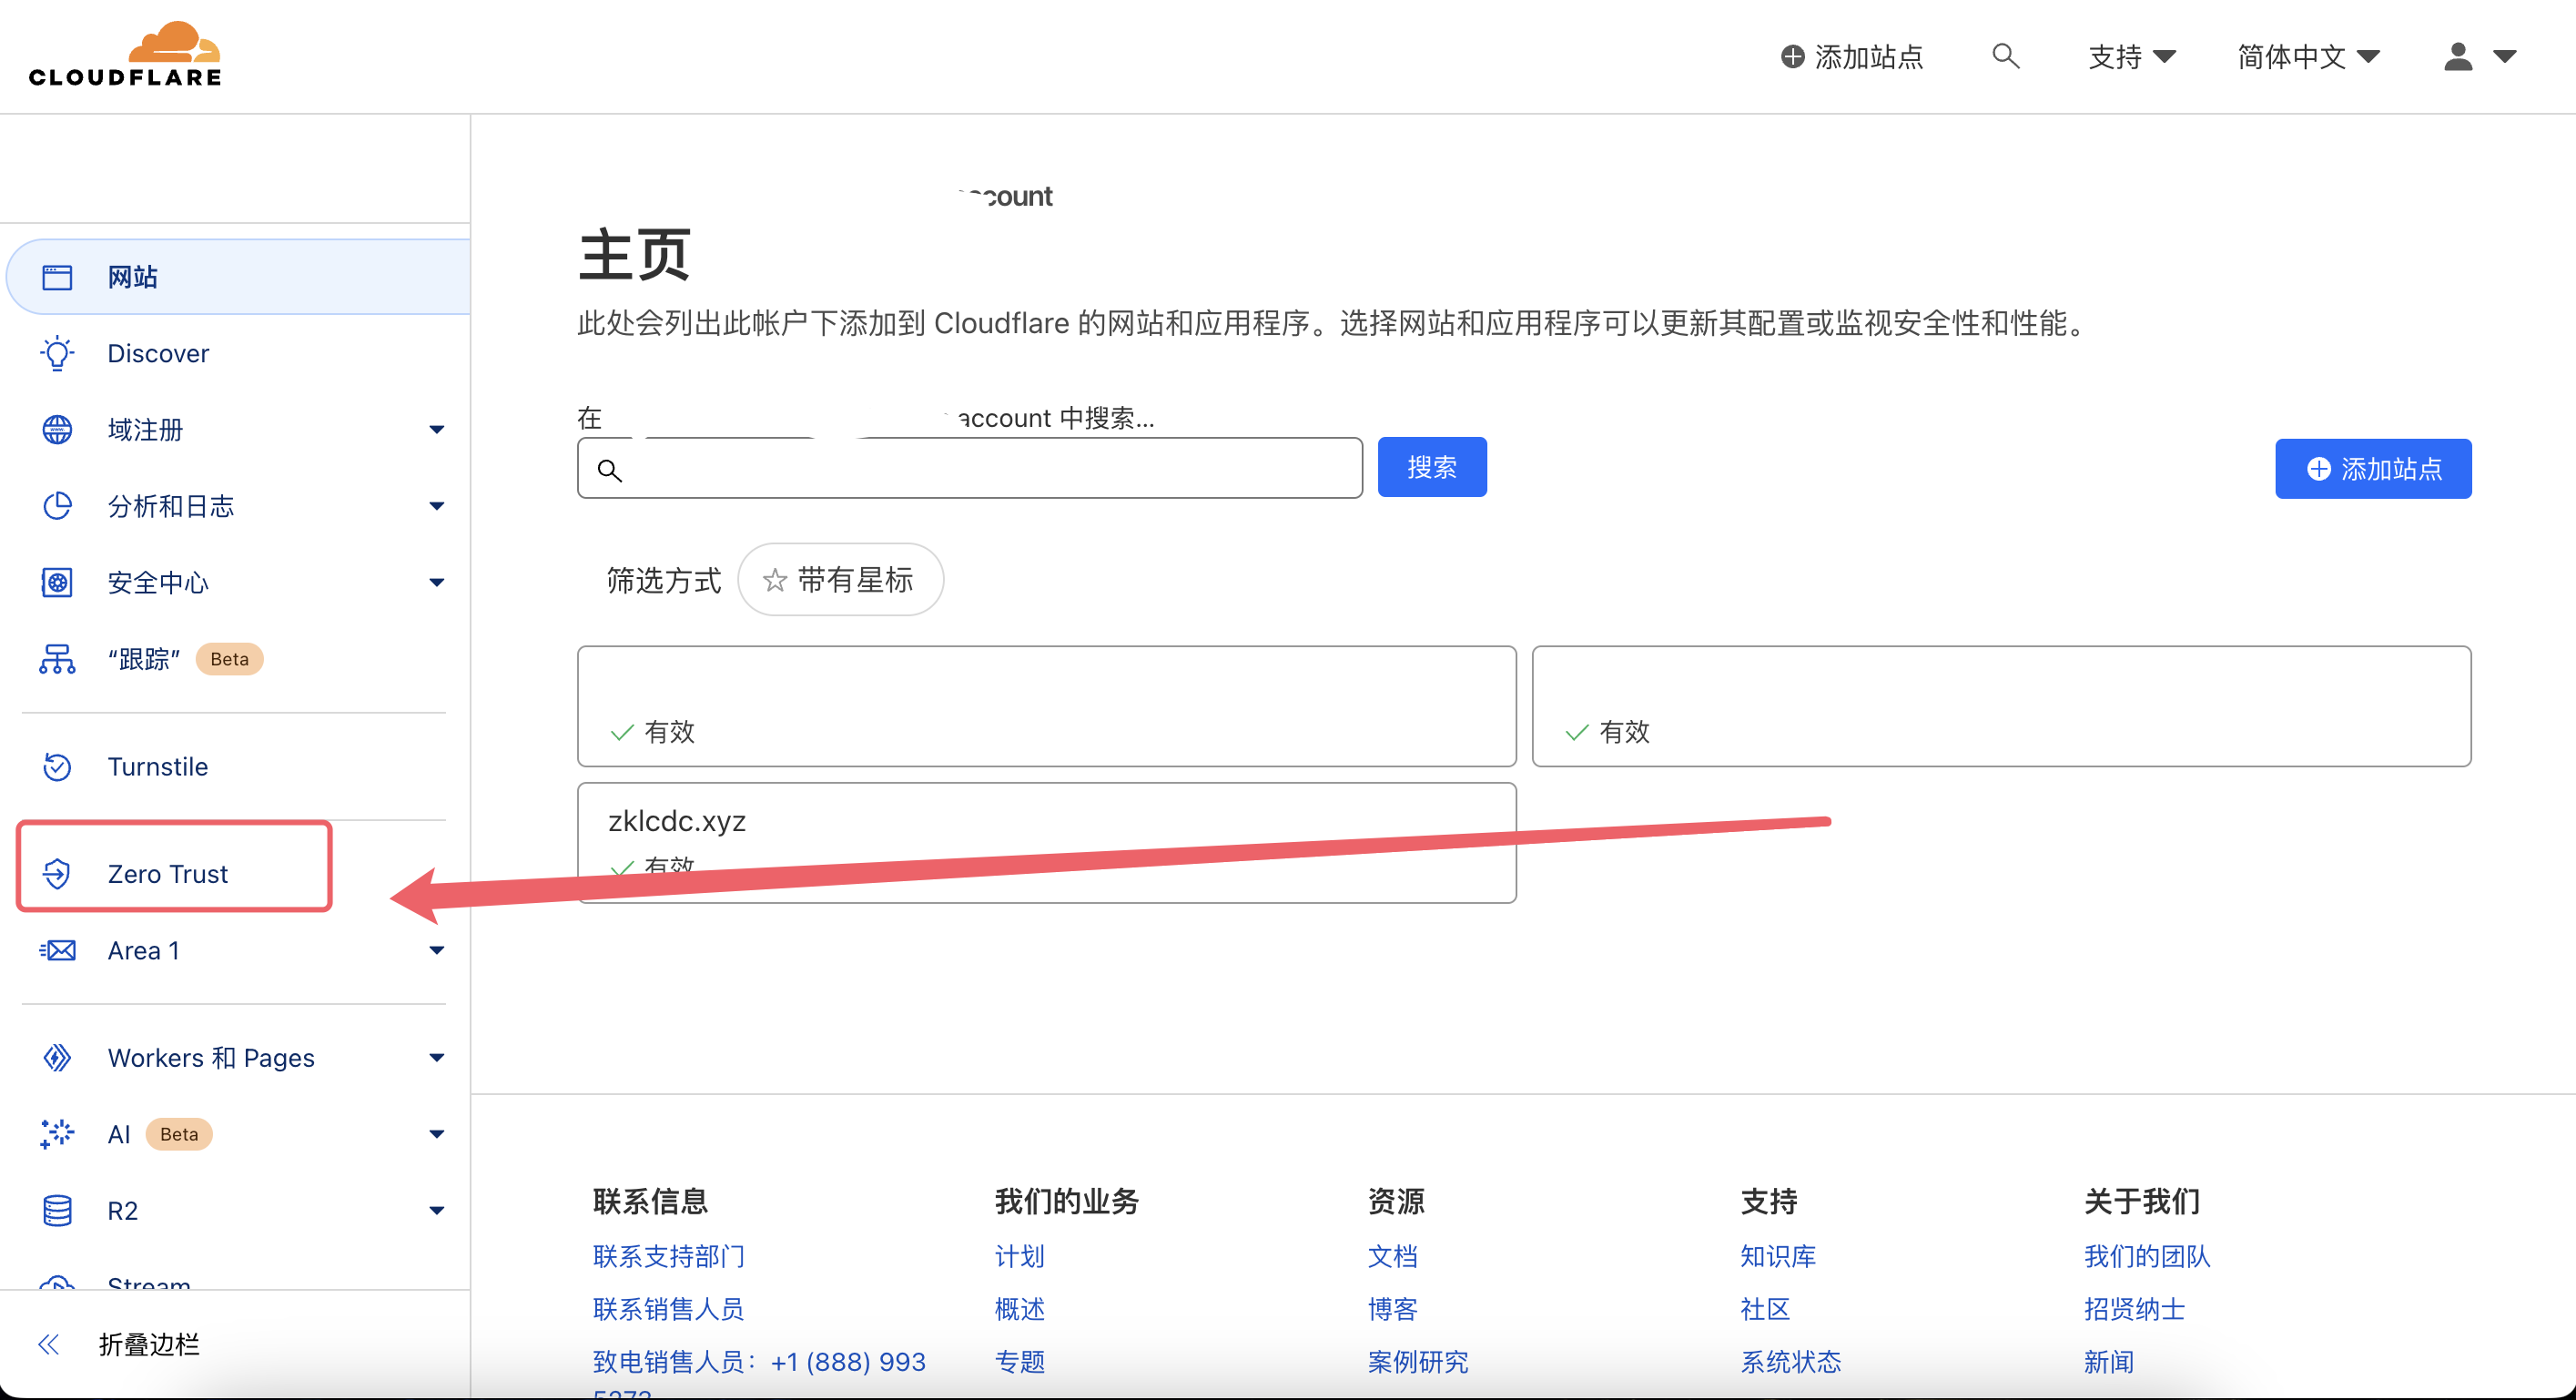 CLOUDFLARE
添加站点
支持
简体中文
网站
Discover
域注册
分析和日志
安全中心
“跟踪” Beta
Turnstile
Zero Trust
Area 1
Workers 和 Pages
AI Beta
R2
Stream
折叠边栏
主页
此处会列出此帐户下添加到 Cloudflare 的网站和应用程序。选择网站和应用程序可以更新其配置或监视安全性和性能。
在 account 中搜索...
搜索
添加站点
筛选方式 带有星标
有效
有效
zklcdc.xyz
有效
联系信息
联系支持部门
联系销售人员
致电销售人员：+1 (888) 993
我们的业务
计划
概述
专题
资源
文档
博客
案例研究
支持
知识库
社区
系统状态
关于我们
我们的团队
招贤纳士
新闻